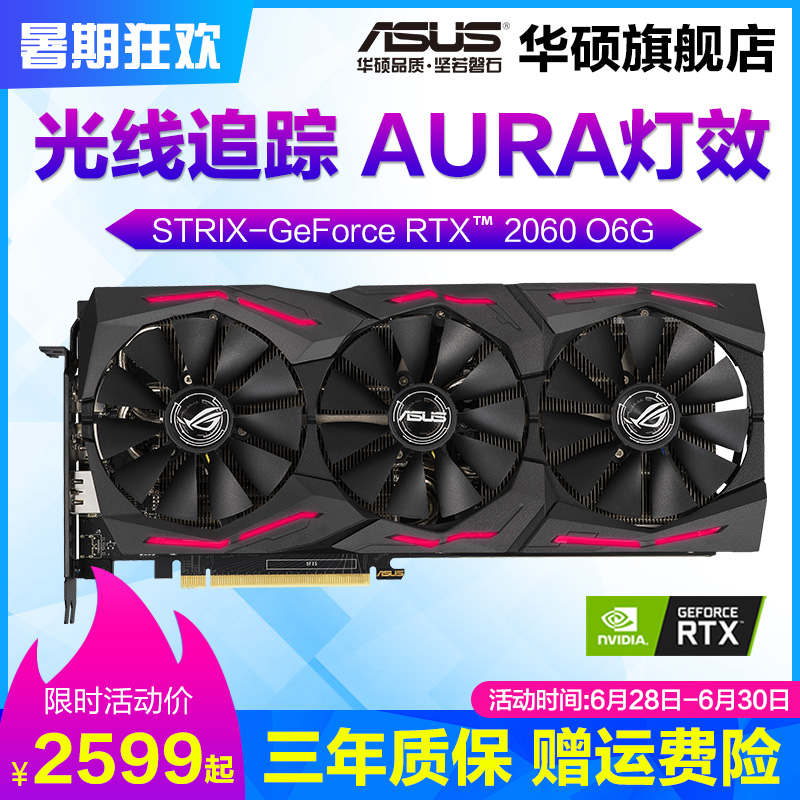 暑期狂欢
ASUS® 华硕旗舰店
华硕品质·坚若磐石
光线追踪 AURA灯效
STRIX-GeForce RTX™ 2060 O6G
ASUS
ASUS
NVIDIA. GEFORCE RTX™
限时活动价
¥2599起
活动时间:6月28日-6月30日
三年质保 赠运费险